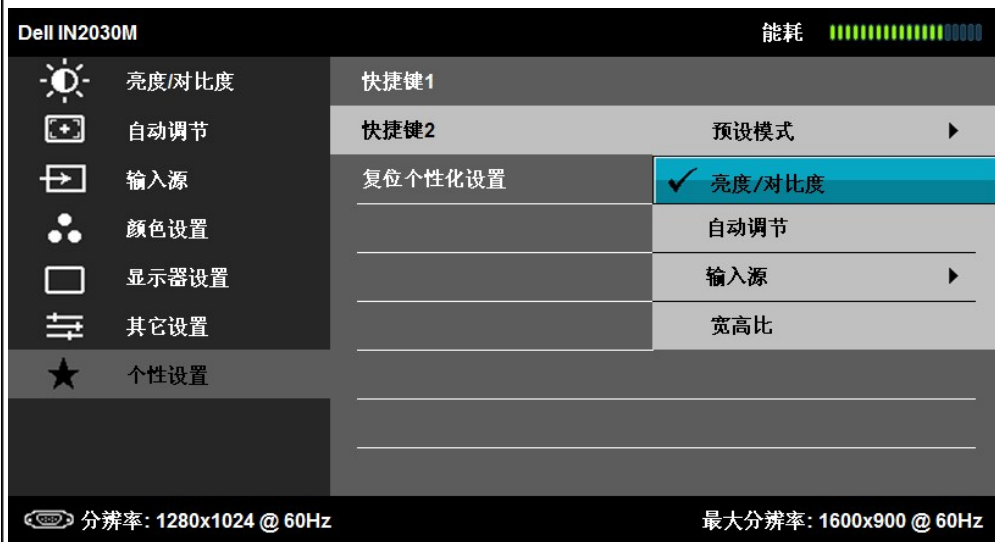 Dell IN2030M 能耗
亮度/对比度 快捷键1
自动调节 快捷键2 预设模式
输入源 复位个性化设置 亮度/对比度
颜色设置 自动调节
显示器设置 输入源
其它设置 宽高比
个性设置
分辨率: 1280x1024 @ 60Hz 最大分辨率: 1600x900 @ 60Hz